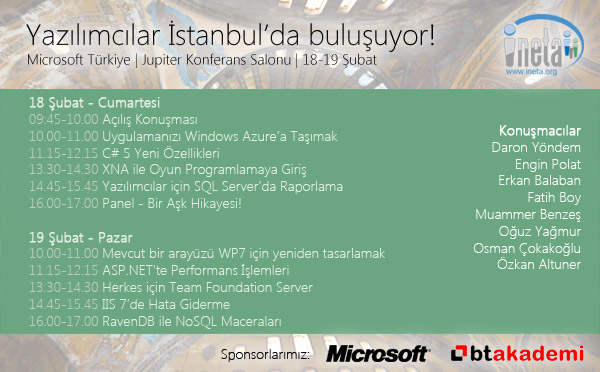 Yazılımcılar İstanbul'da buluşuyor!
Microsoft Türkiye | Jupiter Konferans Salonu | 18-19 Şubat
ineta
www.ineta.org
18 Şubat - Cumartesi
09:45-10.00 Açılış Konuşması
10.00-11.00 Uygulamanızı Windows Azure'a Taşımak
11.15-12.15 C# 5 Yeni Özellikleri
13.30-14.30 XNA ile Oyun Programlamaya Giriş
14.45-15.45 Yazılımcılar için SQL Server'da Raporlama
16.00-17.00 Panel - Bir Aşk Hikayesi!
19 Şubat - Pazar
10.00-11.00 Mevcut bir arayüzü WP7 için yeniden tasarlamak
11.15-12.15 ASP.NET'te Performans İşlemleri
13.30-14.30 Herkes için Team Foundation Server
14.45-15.45 IIS 7'de Hata Giderme
16.00-17.00 RavenDB ile NoSQL Maceraları
Konuşmacılar
Daron Yöndem
Engin Polat
Erkan Balaban
Fatih Boy
Muammer Benzeş
Oğuz Yağmur
Osman Çokakoğlu
Özkan Altuner
Sponsorlarımız: Microsoft® btakademi